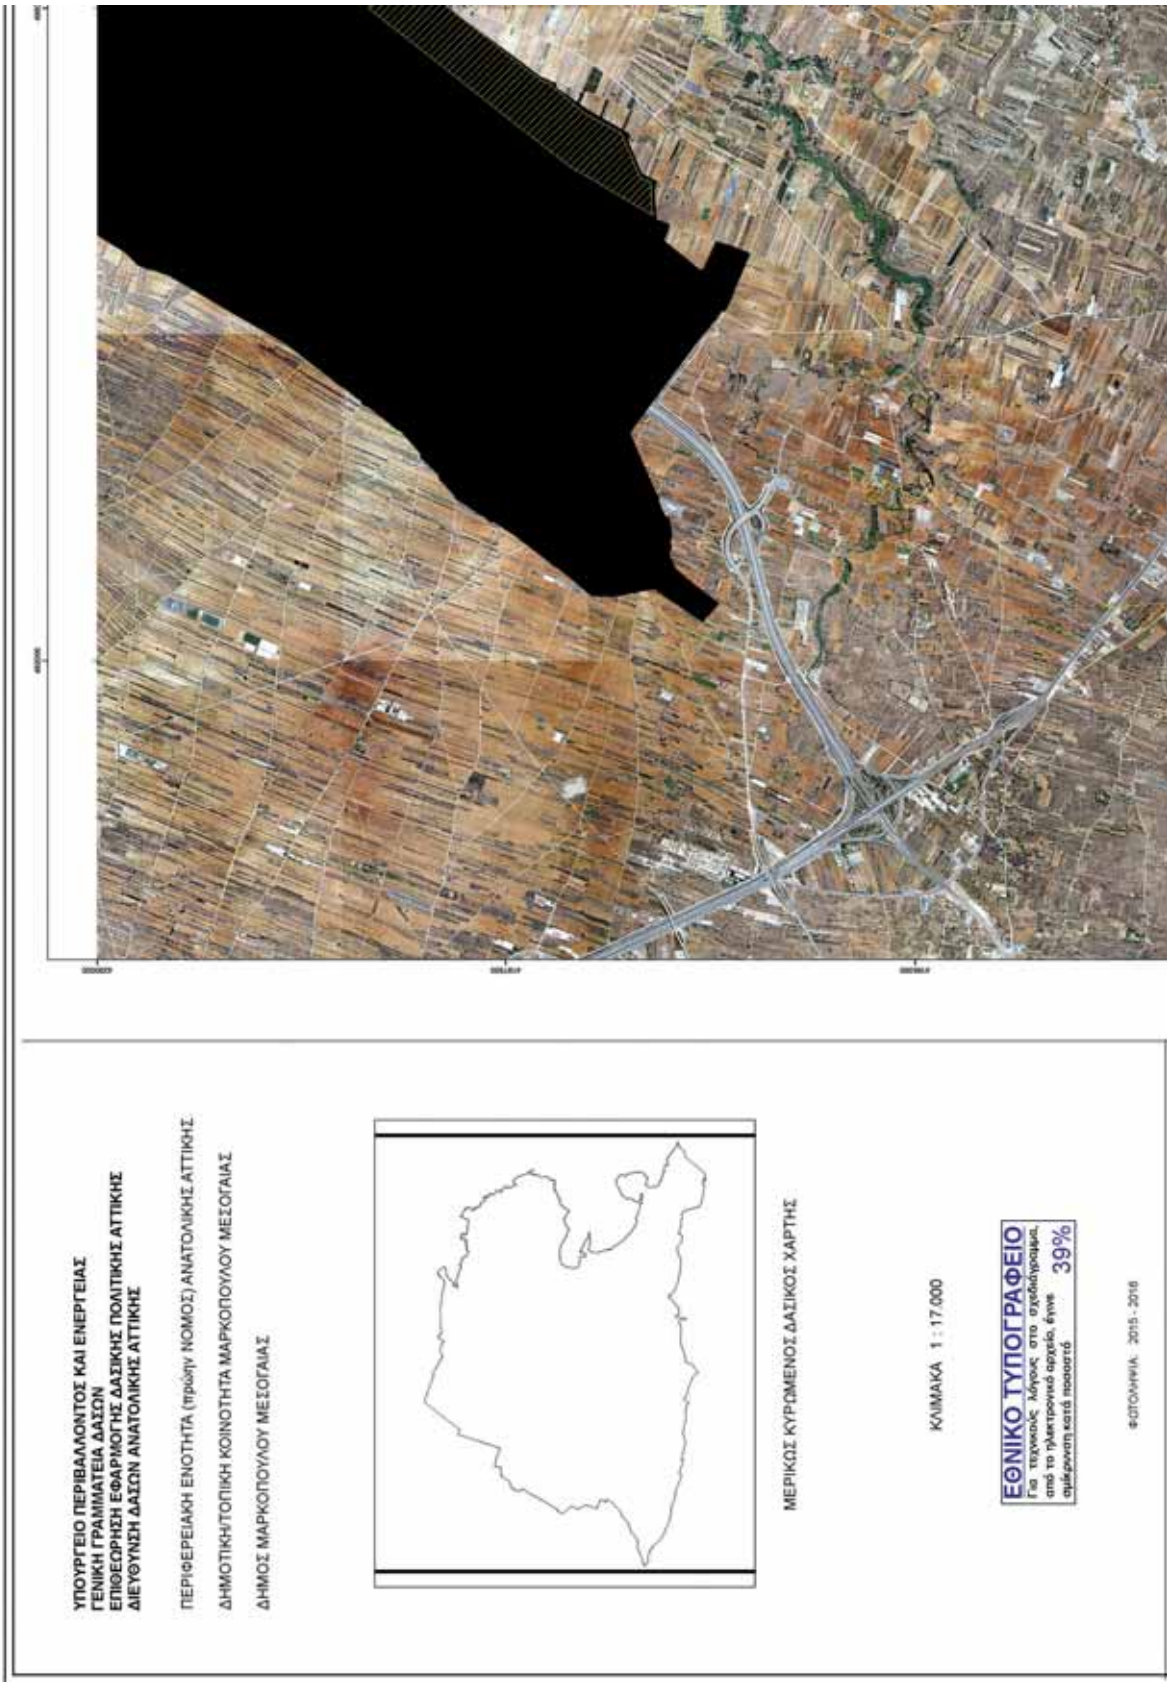 ΥΠΟΥΡΓΕΙΟ ΠΕΡΙΒΑΛΛΟΝΤΟΣ ΚΑΙ ΕΝΕΡΓΕΙΑΣ
ΓΕΝΙΚΗ ΓΡΑΜΜΑΤΕΙΑ ΔΑΣΩΝ
ΕΠΙΘΕΩΡΗΣΗ ΕΦΑΡΜΟΓΗΣ ΔΑΣΙΚΗΣ ΠΟΛΙΤΙΚΗΣ ΑΤΤΙΚΗΣ
ΔΙΕΥΘΥΝΣΗ ΔΑΣΩΝ ΑΝΑΤΟΛΙΚΗΣ ΑΤΤΙΚΗΣ
ΠΕΡΙΦΕΡΕΙΑΚΗ ΕΝΟΤΗΤΑ (πρώην ΝΟΜΟΣ) ΑΝΑΤΟΛΙΚΗΣ ΑΤΤΙΚΗΣ
ΔΗΜΟΤΙΚΗ/ΤΟΠΙΚΗ ΚΟΙΝΟΤΗΤΑ ΜΑΡΚΟΠΟΥΛΟΥ ΜΕΣΟΓΑΙΑΣ
ΔΗΜΟΣ ΜΑΡΚΟΠΟΥΛΟΥ ΜΕΣΟΓΑΙΑΣ
ΜΕΡΙΚΩΣ ΚΥΡΩΜΕΝΟΣ ΔΑΣΙΚΟΣ ΧΑΡΤΗΣ
ΚΛΙΜΑΚΑ 1 : 17.000
ΕΘΝΙΚΟ ΤΥΠΟΓΡΑΦΕΙΟ
Για τεχνικούς λόγους στο σχεδιάγραμμα,
από το ηλεκτρονικό αρχείο, έγινε
σμίκρυνση κατά ποσοστό 39%
ΦΩΤΟΛΗΨΙΑ: 2015 - 2016